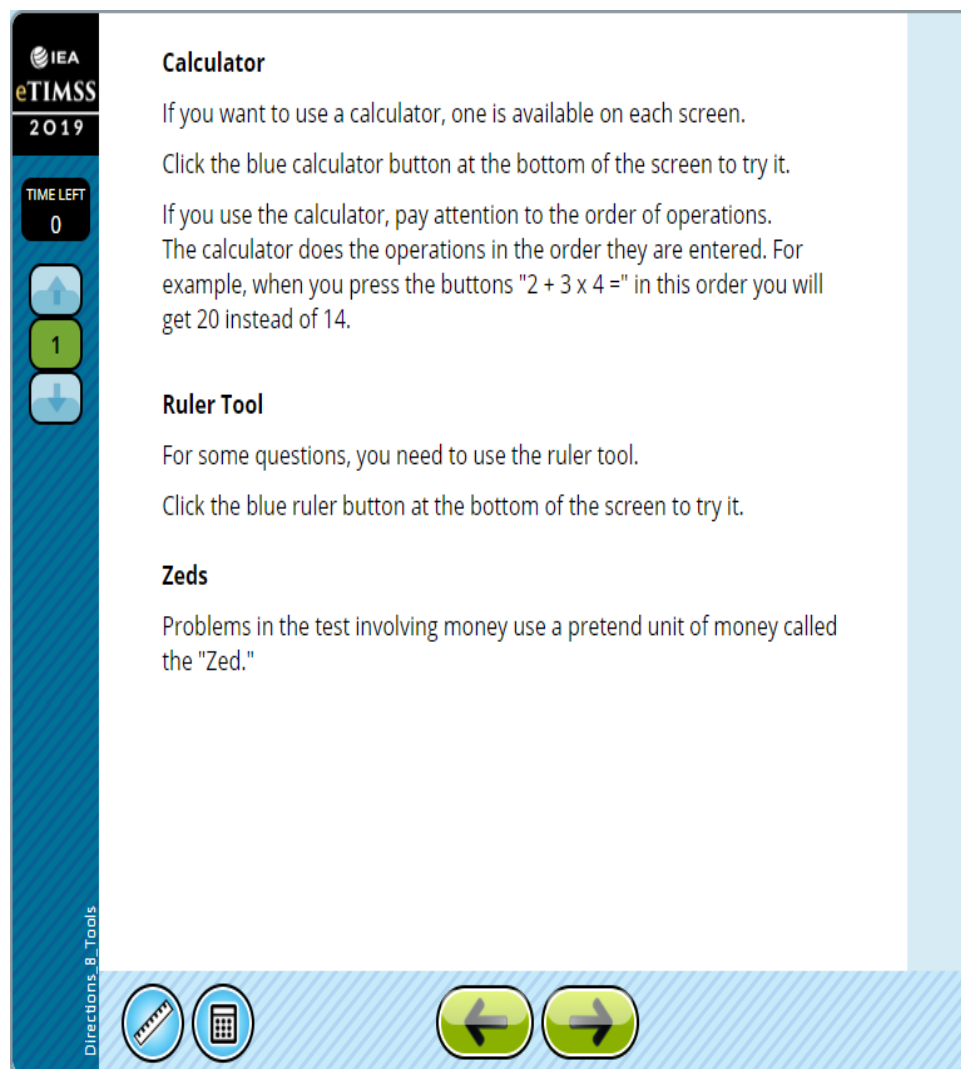 IEA
eTIMSS
2019
TIME LEFT
0
1
Calculator
If you want to use a calculator, one is available on each screen.
Click the blue calculator button at the bottom of the screen to try it.
If you use the calculator, pay attention to the order of operations.
The calculator does the operations in the order they are entered. For
example, when you press the buttons "2 + 3 x 4 =" in this order you will
get 20 instead of 14.
Ruler Tool
For some questions, you need to use the ruler tool.
Click the blue ruler button at the bottom of the screen to try it.
Zeds
Problems in the test involving money use a pretend unit of money called
the "Zed."
Directions_8_Tools